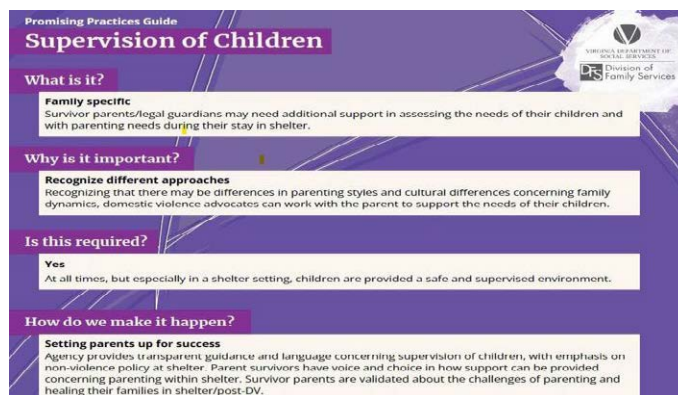 Promising Practices Guide
Supervision of Children
VIRGINIA DEPARTMENT OF
SOCIAL SERVICES
DFS Division of
Family Services
What is it?
Family specific
Survivor parents/legal guardians may need additional support in assessing the needs of their children and
with parenting needs during their stay in shelter.
Why is it important?
Recognize different approaches
Recognizing that there may be differences in parenting styles and cultural differences concerning family
dynamics, domestic violence advocates can work with the parent to support the needs of their children.
Is this required?
Yes
At all times, but especially in a shelter setting, children are provided a safe and supervised environment.
How do we make it happen?
Setting parents up for success
Agency provides transparent guidance and language concerning supervision of children, with emphasis on
non-violence policy at shelter. Parent survivors have voice and choice in how support can be provided
concerning parenting within shelter. Survivor parents are validated about the challenges of parenting and
healing their families in shelter/post-DV.